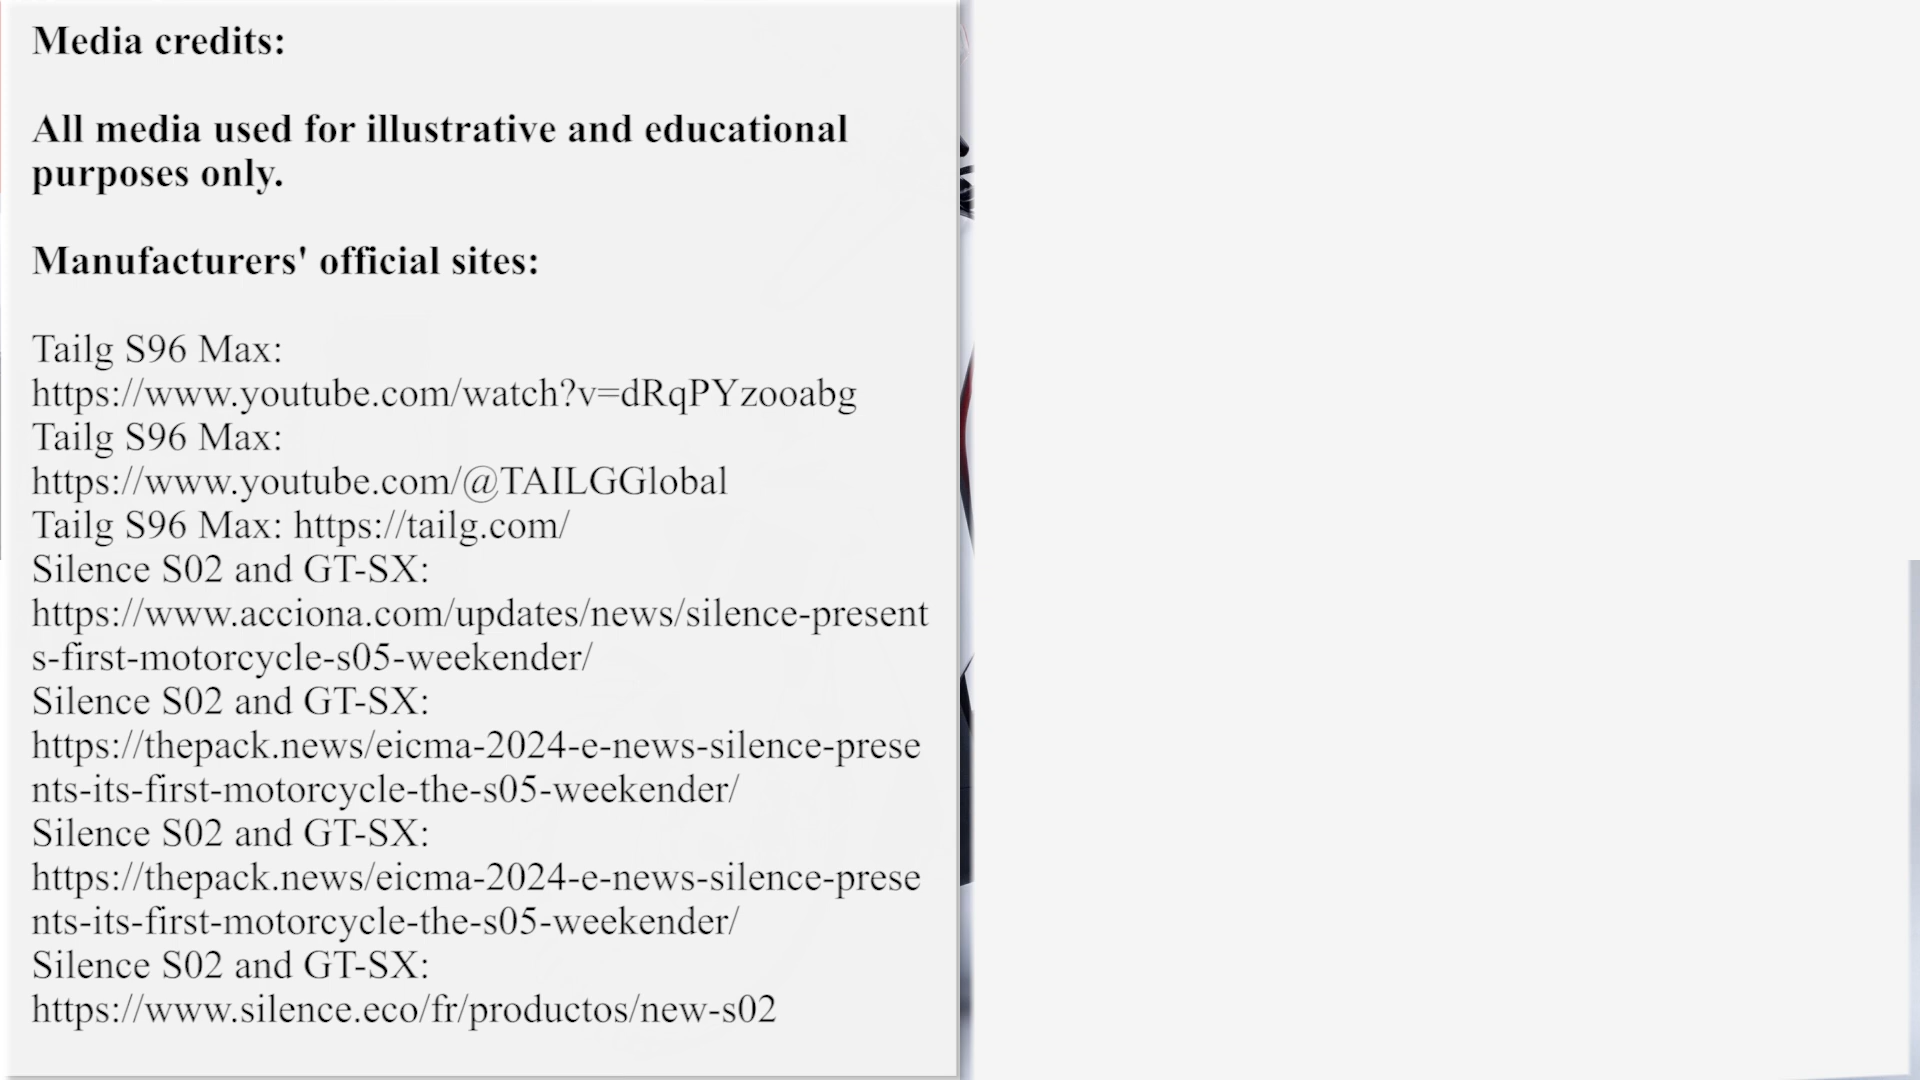 Media credits:
All media used for illustrative and educational
purposes only.
Manufacturers' official sites:
Tailg S96 Max:
https://www.youtube.com/watch?v=dRqPYzooabg
Tailg S96 Max:
https://www.youtube.com/@TAILGGlobal
Tailg S96 Max: https://tailg.com/
Silence S02 and GT-SX:
https://www.acciona.com/updates/news/silence-present
s-first-motorcycle-s05-weekender/
Silence S02 and GT-SX:
https://thepack.news/eicma-2024-e-news-silence-prese
nts-its-first-motorcycle-the-s05-weekender/
Silence S02 and GT-SX:
https://thepack.news/eicma-2024-e-news-silence-prese
nts-its-first-motorcycle-the-s05-weekender/
Silence S02 and GT-SX:
https://www.silence.eco/fr/productos/new-s02